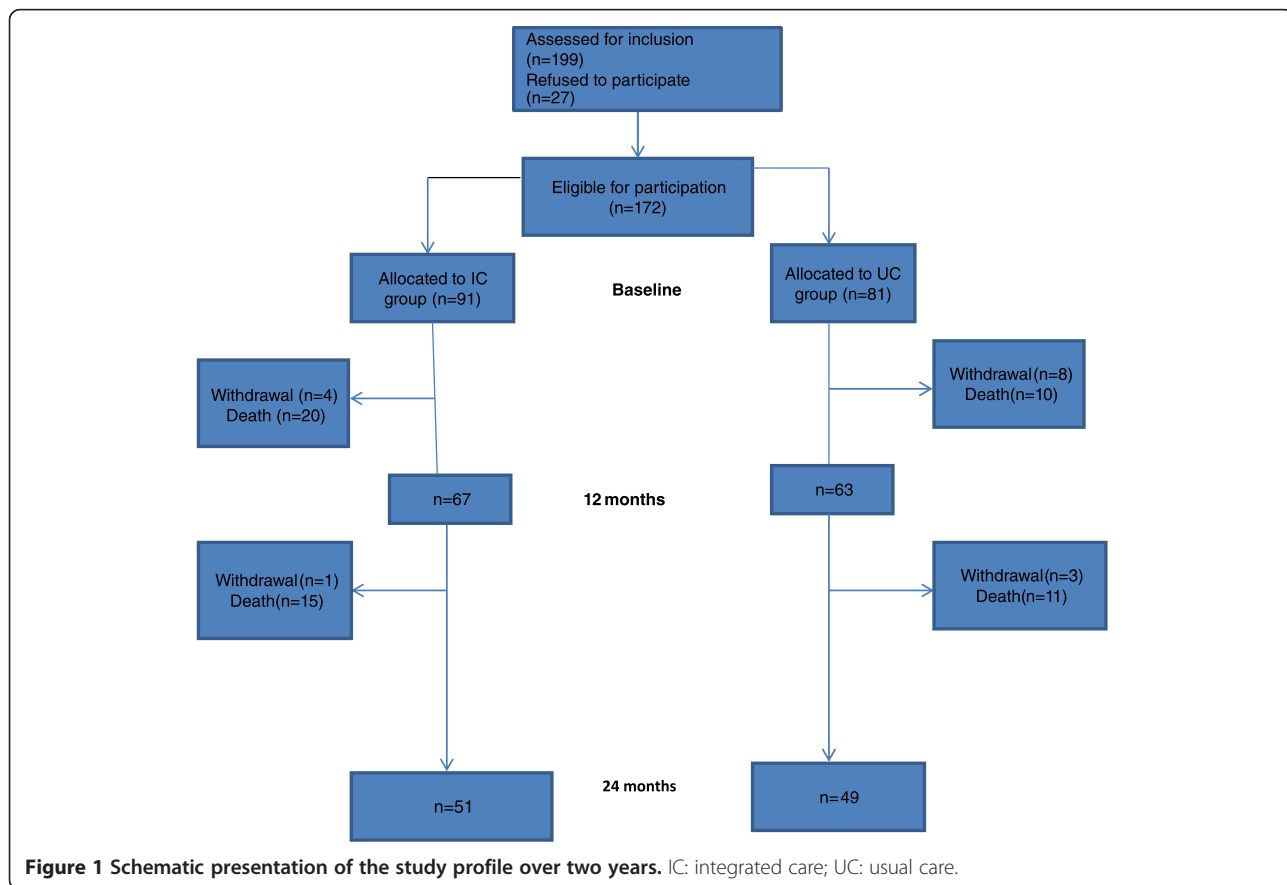 Assessed for inclusion
(n=199)
Refused to participate
(n=27)
Eligible for participation
(n=172)
Allocated to IC
group (n=91)
Baseline
Allocated to UC
group (n=81)
Withdrawal (n=4)
Death (n=20)
Withdrawal(n=8)
Death(n=10)
n=67
12 months
n=63
Withdrawal(n=1)
Death(n=15)
Withdrawal(n=3)
Death(n=11)
n=51
24 months
n=49
Figure 1 Schematic presentation of the study profile over two years. IC: integrated care; UC: usual care.